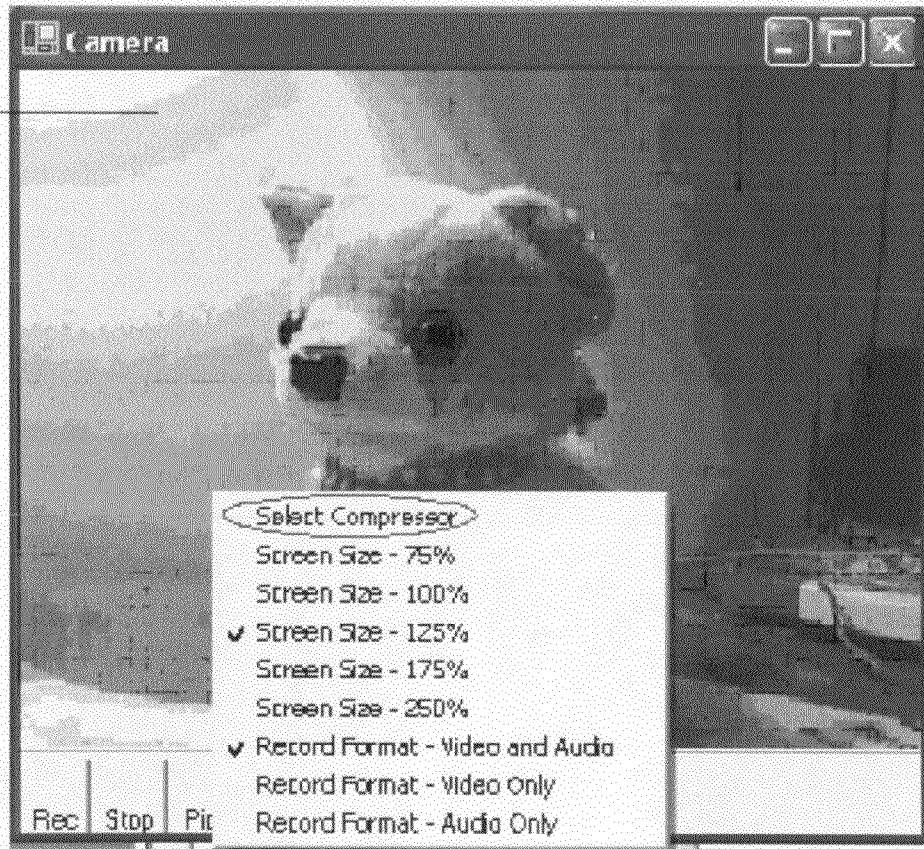 Camera
Select Compressor
Screen Size - 75%
Screen Size - 100%
Screen Size - 125%
Screen Size - 175%
Screen Size - 250%
Record Format - Video and Audio
Record Format - Video Only
Record Format - Audio Only
Rec Stop